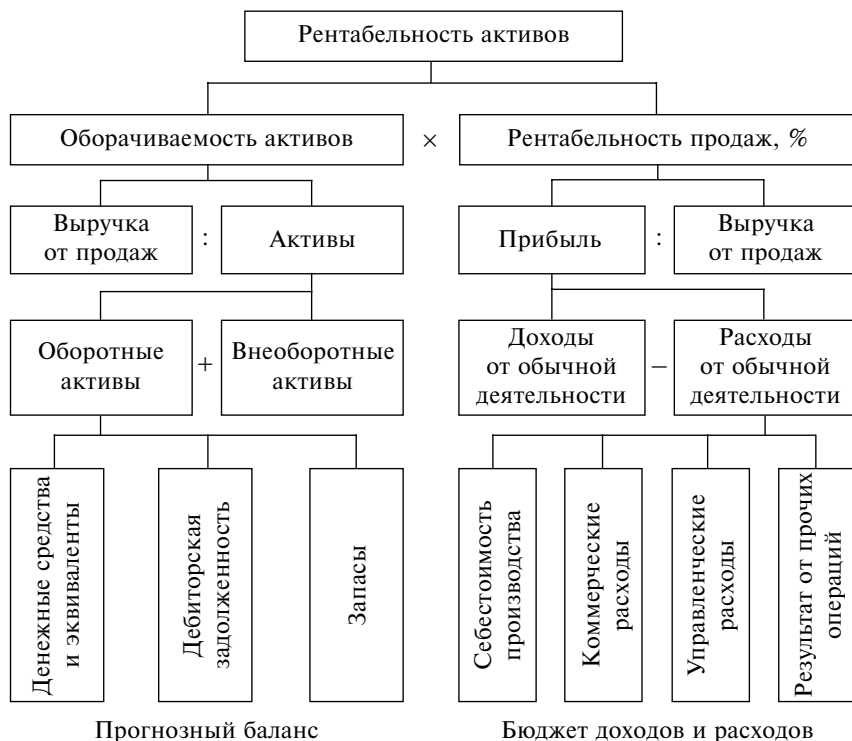 Рентабельность активов
Оборачиваемость активов
×
Рентабельность продаж, %
Выручка
от продаж
:
Активы
Прибыль
:
Выручка
от продаж
Оборотные
активы
+
Внеоборотные
активы
Доходы
от обычной
деятельности
–
Расходы
от обычной
деятельности
Денежные средства
и эквиваленты
Дебиторская
задолженность
Запасы
Себестоимость
производства
Коммерческие
расходы
Управленческие
расходы
Результат от прочих
операций
Прогнозный баланс
Бюджет доходов и расходов